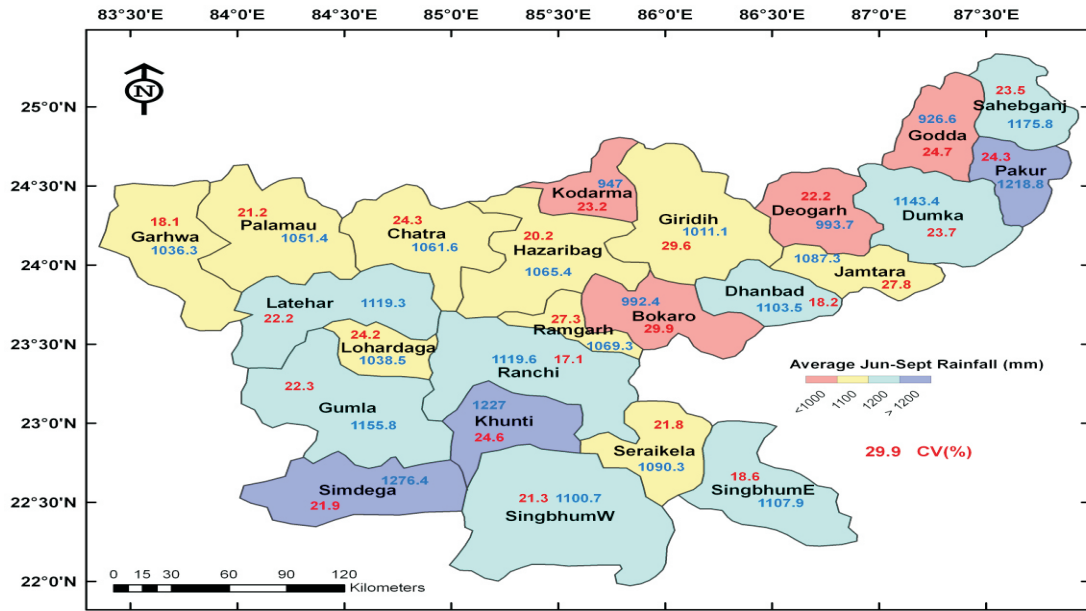 83°30'E 84°0'E 84°30'E 85°0'E 85°30'E 86°0'E 86°30'E 87°0'E 87°30'E
N
25°0'N
24°30'N
24°0'N
23°30'N
23°0'N
22°30'N
22°0'N
23.5
Sahebganj
1175.8
926.6
Godda
24.7
24.3
Pakur
1218.8
947
Kodarma
23.2
22.2
Deogarh
993.7
1143.4
Dumka
23.7
18.1
Garhwa
1036.3
21.2
Palamau
1051.4
24.3
Chatra
1061.6
20.2
Hazaribag
1065.4
Giridih
1011.1
29.6
1087.3
Jamtara
27.8
Latehar 1119.3
22.2
992.4
Bokaro
29.9
Dhanbad
1103.5 18.2
24.2
Lohardaga
1038.5
27.3
Ramgarh
1069.3
1119.6 17.1
Ranchi
22.3
Gumla
1155.8
1227
Khunti
24.6
21.8
Seraikela
1090.3
1276.4
Simdega
21.9
21.3 1100.7
SinghbumW
18.6
SingbhumE
1107.9
Average Jun-Sept Rainfall (mm)
<1000 1100 1200 > 1200
29.9 CV(%)
0 15 30 60 90 120
Kilometers